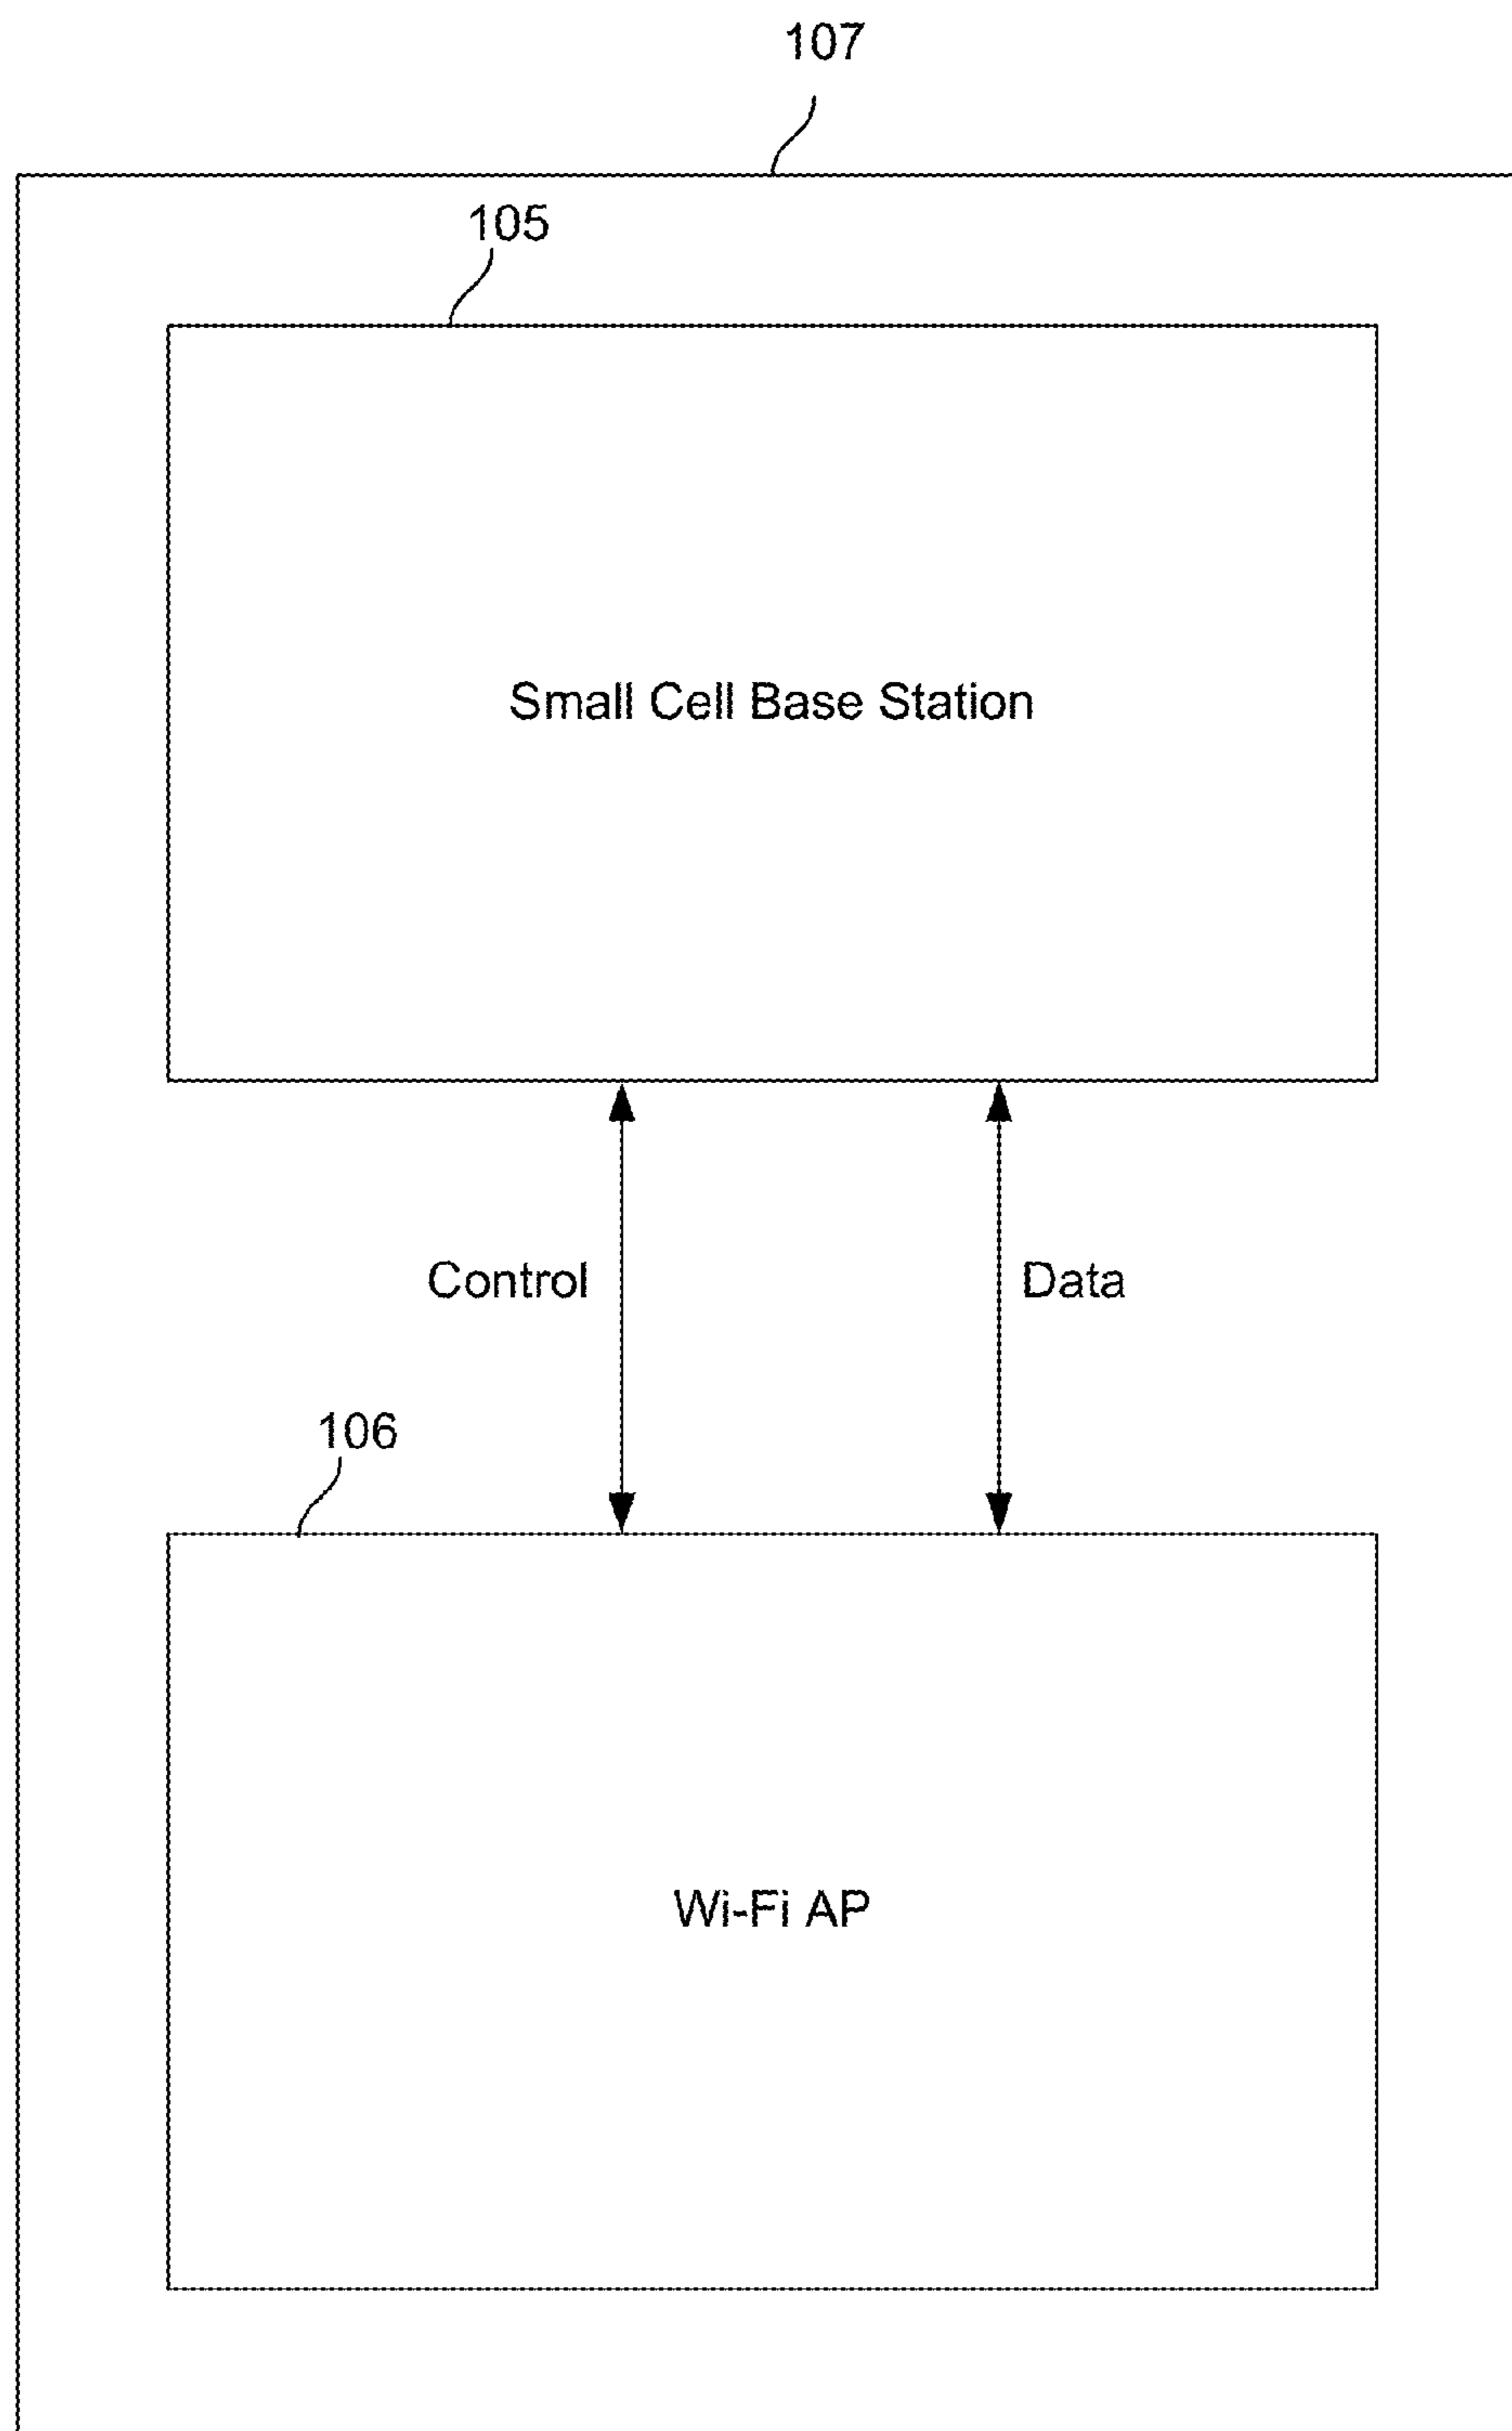 107
105
Small Cell Base Station
Control
Data
106
Wi-Fi AP